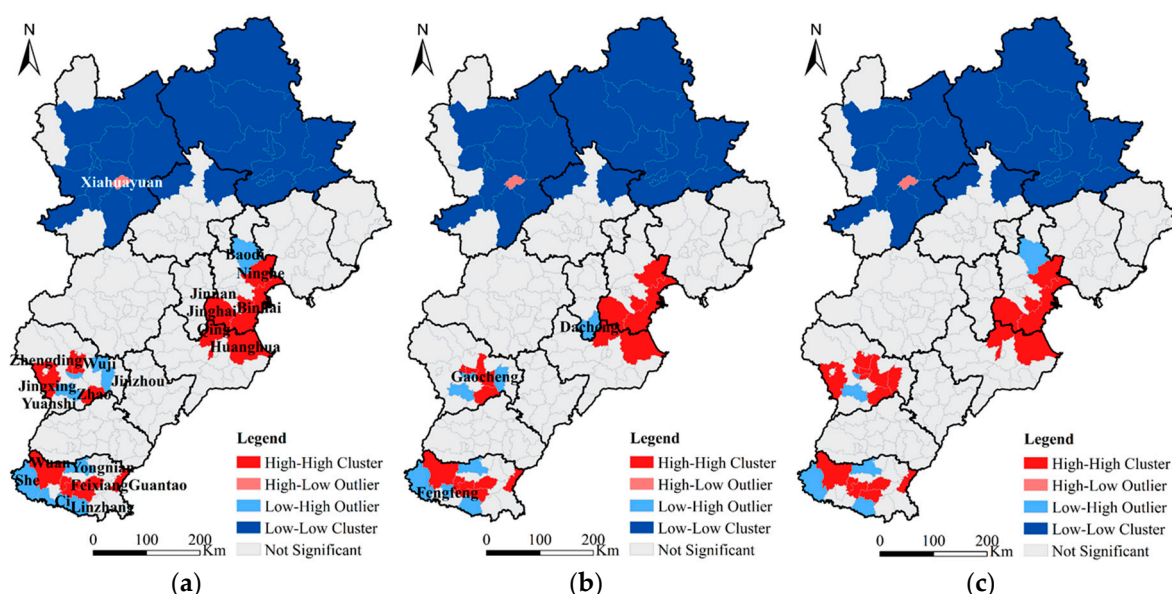 N
Xiahuayuan
Baodi
Ninghe
Jinnan
Jinghai
Binhai
Qing
Huanghua
Zhengding
Wuji
Jingxing
Jinzhou
Yuanshi
Zhao
Wuan
Yongnian
She
Feixiang
Guantao
Ci
Linzhang
Legend
High-High Cluster
High-Low Outlier
Low-High Outlier
Low-Low Cluster
Not Significant
0 100 200
Km
(a)
N
Dacheng
Gaocheng
Fengfeng
Legend
High-High Cluster
High-Low Outlier
Low-High Outlier
Low-Low Cluster
Not Significant
0 100 200
Km
(b)
N
Legend
High-High Cluster
High-Low Outlier
Low-High Outlier
Low-Low Cluster
Not Significant
0 100 200
Km
(c)